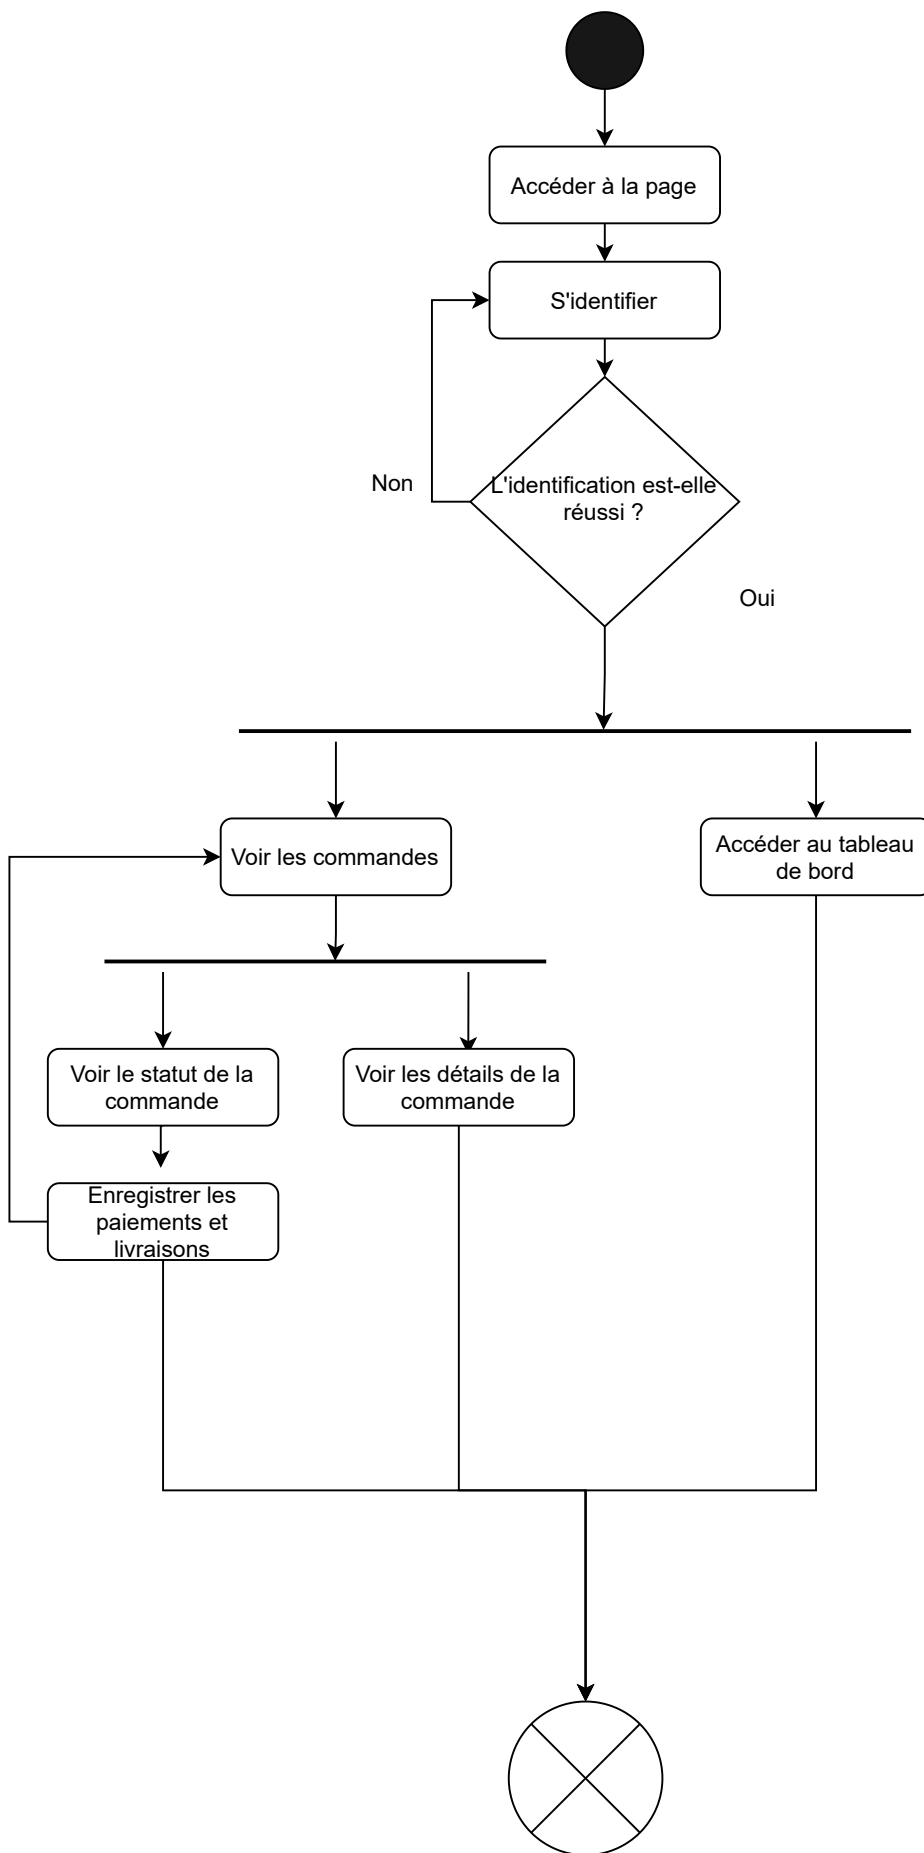 Accéder à la page
S'identifier
Non
L'identification est-elle
réussi ?
Oui
Voir les commandes
Accéder au tableau
de bord
Voir le statut de la
commande
Voir les détails de la
commande
Enregistrer les
paiements et
livraisons